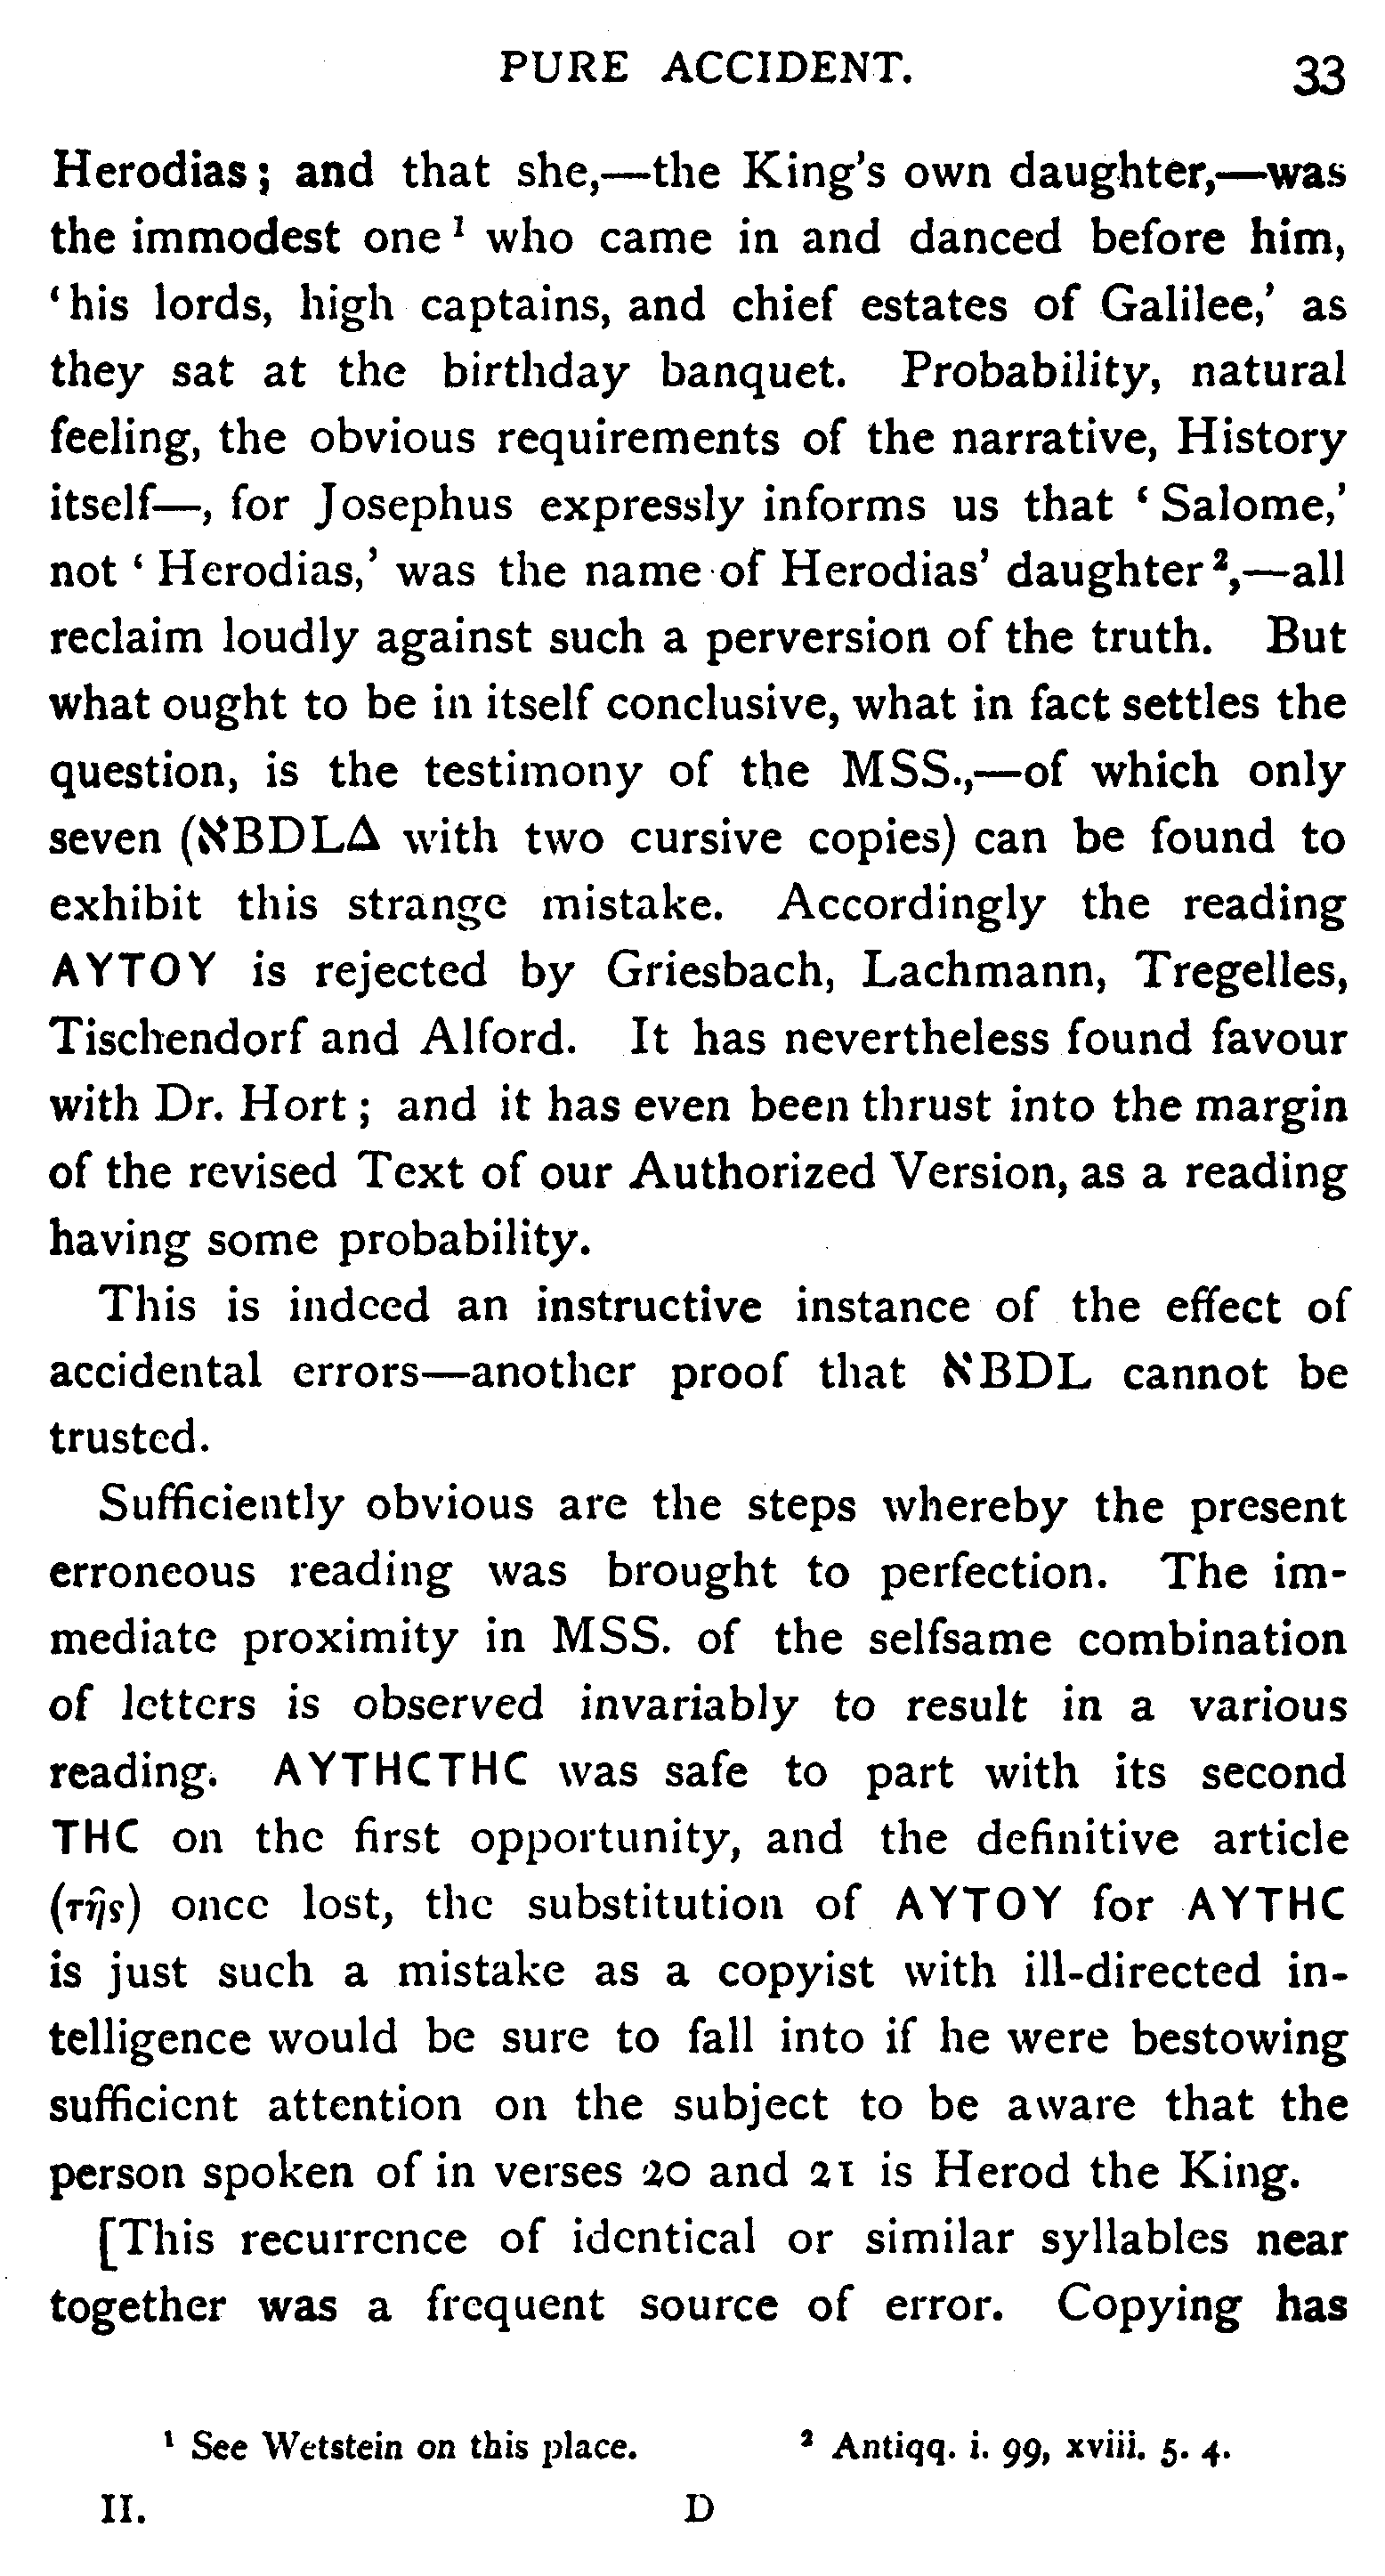 PURE ACCIDENT. 33
Herodias; and that she,—the King's own daughter,—was
the immodest one ¹ who came in and danced before him,
‘his lords, high captains, and chief estates of Galilee,’ as
they sat at the birthday banquet. Probability, natural
feeling, the obvious requirements of the narrative, History
itself—, for Josephus expressly informs us that ‘Salome,’
not ‘Herodias,’ was the name of Herodias’ daughter ²,—all
reclaim loudly against such a perversion of the truth. But
what ought to be in itself conclusive, what in fact settles the
question, is the testimony of the MSS.,—of which only
seven (אBDLΔ with two cursive copies) can be found to
exhibit this strange mistake. Accordingly the reading
ΑΥΤΟΥ is rejected by Griesbach, Lachmann, Tregelles,
Tischendorf and Alford. It has nevertheless found favour
with Dr. Hort; and it has even been thrust into the margin
of the revised Text of our Authorized Version, as a reading
having some probability.
This is indeed an instructive instance of the effect of
accidental errors—another proof that אBDL cannot be
trusted.
Sufficiently obvious are the steps whereby the present
erroneous reading was brought to perfection. The im-
mediate proximity in MSS. of the selfsame combination
of letters is observed invariably to result in a various
reading. ΑΥΤΗCΤΗC was safe to part with its second
ΤΗC on the first opportunity, and the definitive article
(τῆς) once lost, the substitution of ΑΥΤΟΥ for ΑΥΤΗC
is just such a mistake as a copyist with ill-directed in-
telligence would be sure to fall into if he were bestowing
sufficient attention on the subject to be aware that the
person spoken of in verses 20 and 21 is Herod the King.
[This recurrence of identical or similar syllables near
together was a frequent source of error. Copying has
¹ See Wetstein on this place. ² Antiqq. i. 99, xviii. 5. 4.
II. D